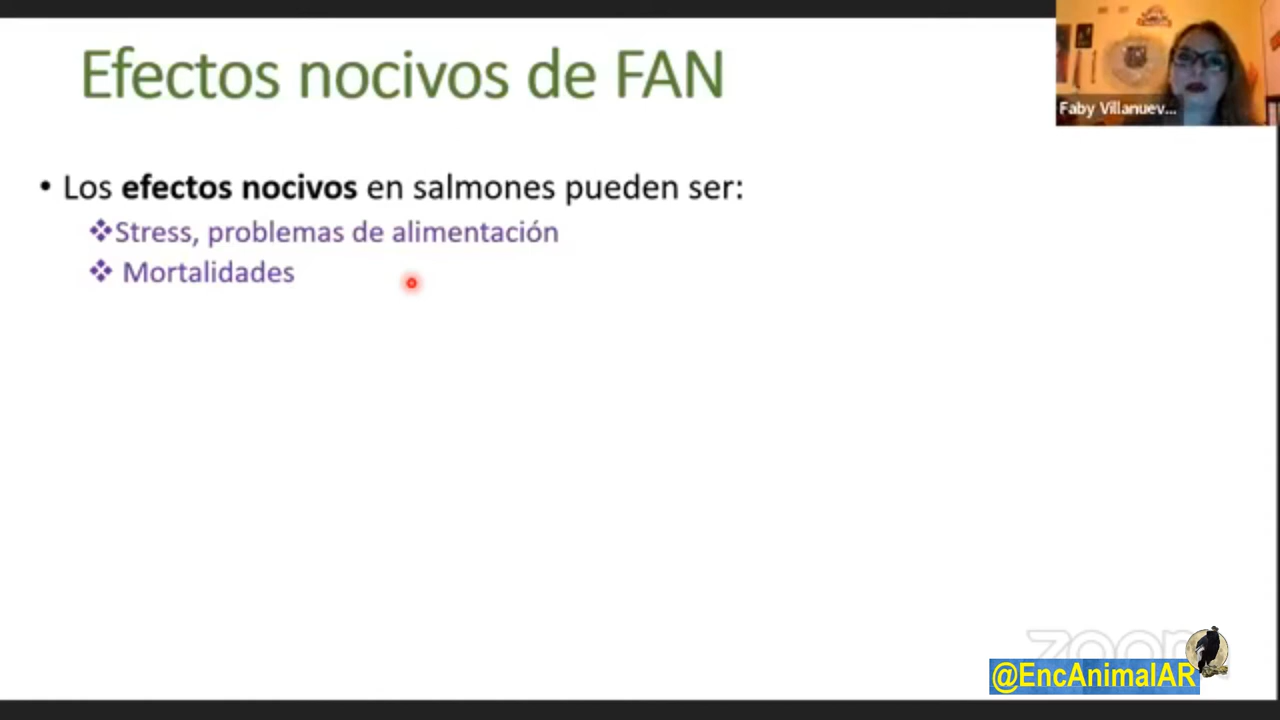 Efectos nocivos de FAN
Faby Villanuev...
• Los efectos nocivos en salmones pueden ser:
❖Stress, problemas de alimentación
❖ Mortalidades
zoom
@EncAnimalAR